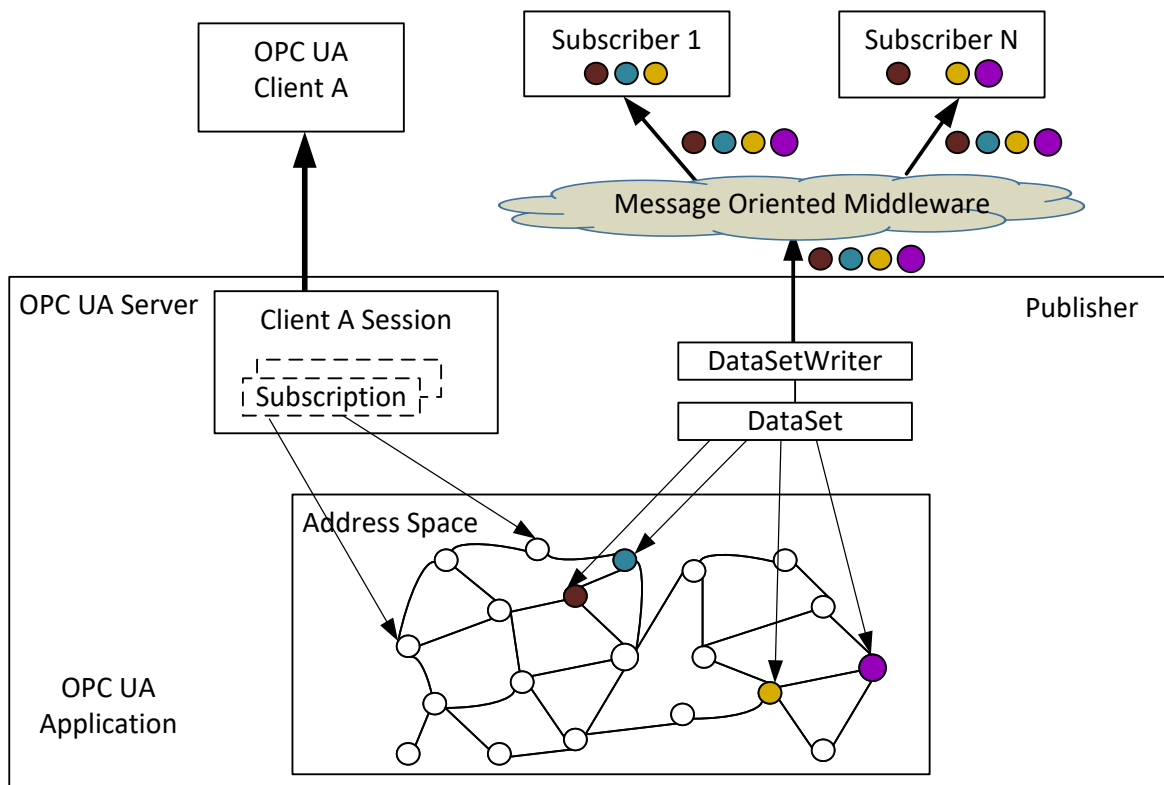 OPC UA
Client A
Subscriber 1
Subscriber N
Message Oriented Middleware
OPC UA Server
Publisher
Client A Session
Subscription
DataSetWriter
DataSet
Address Space
OPC UA
Application